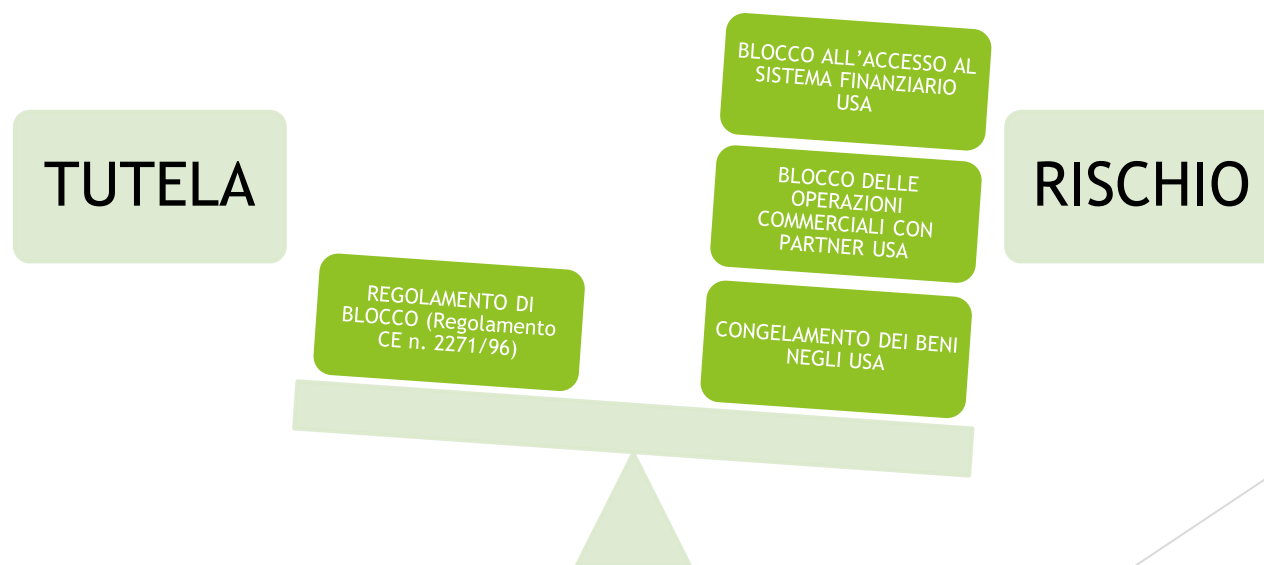 TUTELA
REGOLAMENTO DI
BLOCCO (Regolamento
CE n. 2271/96)
BLOCCO ALL’ACCESSO AL
SISTEMA FINANZIARIO
USA
BLOCCO DELLE
OPERAZIONI
COMMERCIALI CON
PARTNER USA
CONGELAMENTO DEI BENI
NEGLI USA
RISCHIO